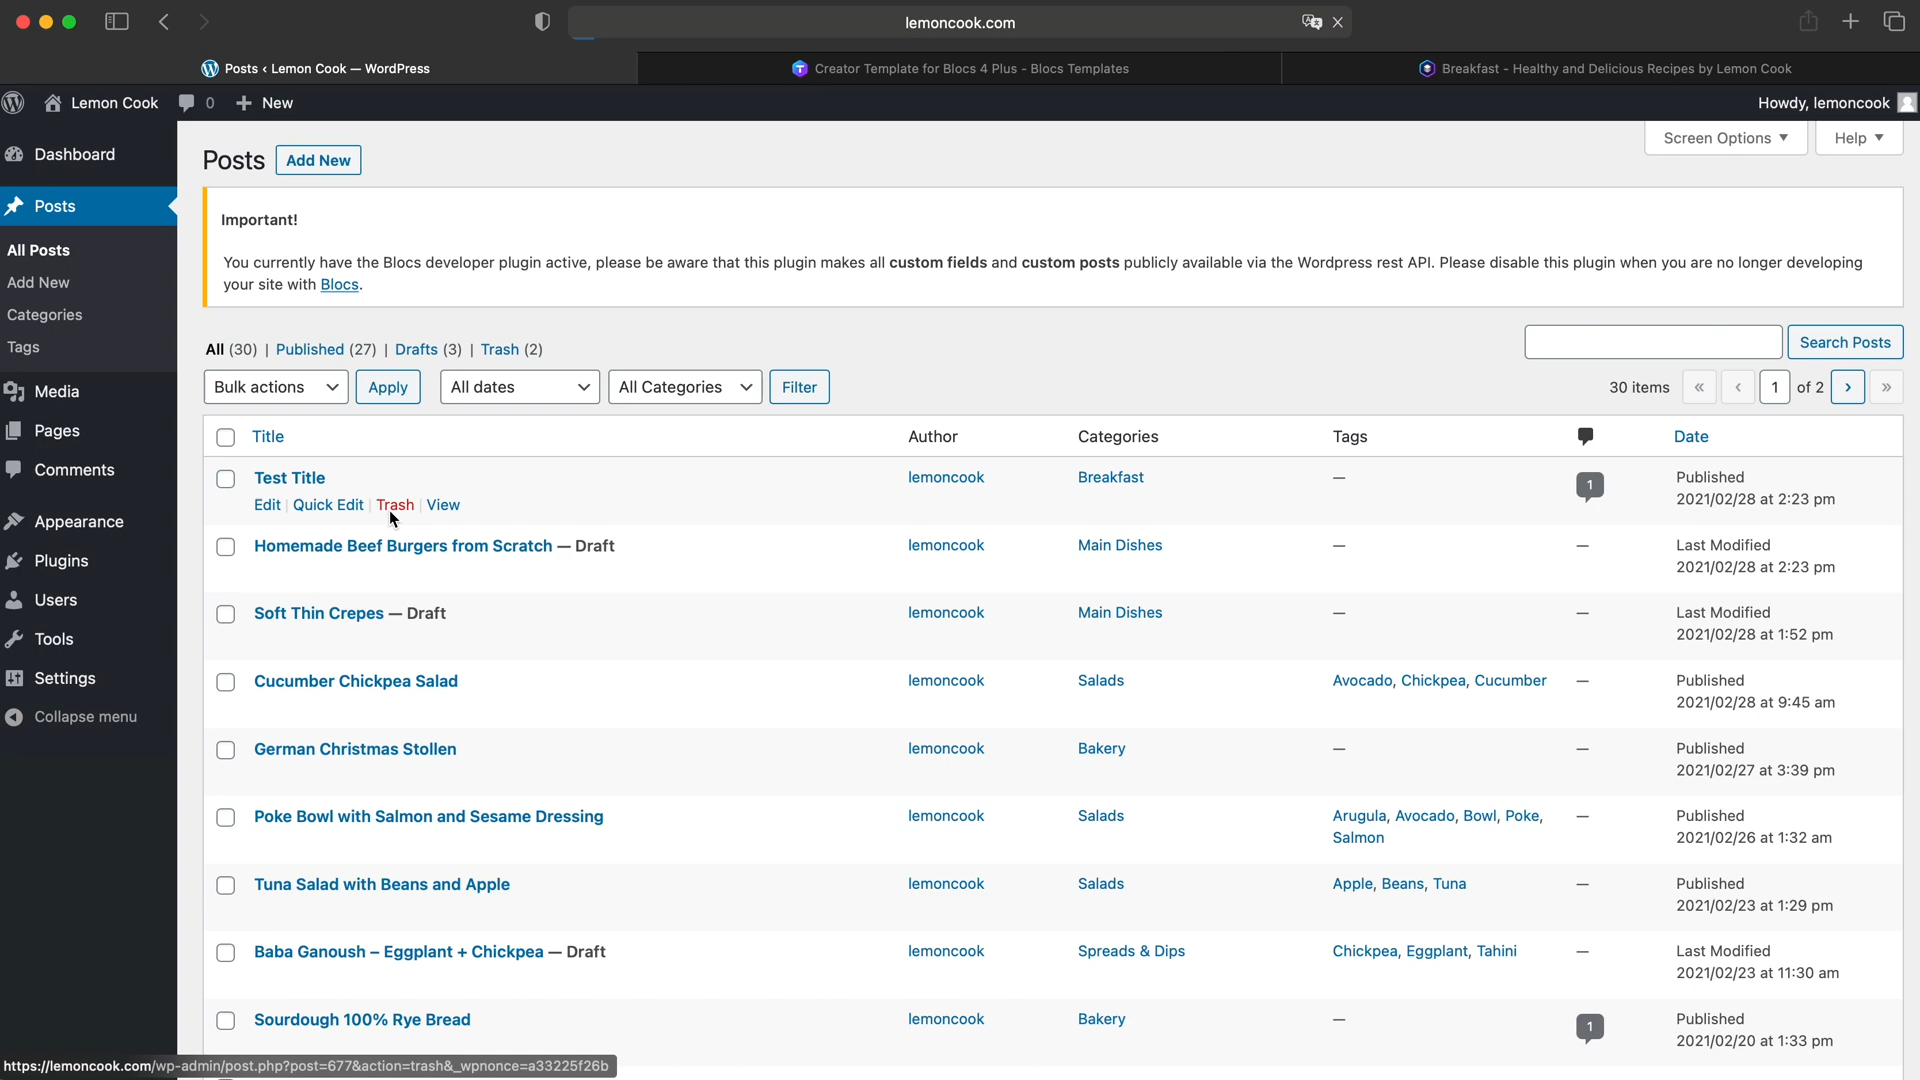 lemoncook.com
Posts ‹ Lemon Cook — WordPress
Creator Template for Blocs 4 Plus - Blocs Templates
Breakfast - Healthy and Delicious Recipes by Lemon Cook
Lemon Cook 0 New
Howdy, lemoncook
Dashboard
Posts
All Posts
Add New
Categories
Tags
Media
Pages
Comments
Appearance
Plugins
Users
Tools
Settings
Collapse menu
Screen Options
Help
Posts Add New
Important!
You currently have the Blocs developer plugin active, please be aware that this plugin makes all custom fields and custom posts publicly available via the Wordpress rest API. Please disable this plugin when you are no longer developing
your site with Blocs.
All (30) | Published (27) | Drafts (3) | Trash (2)
Search Posts
Bulk actions Apply All dates All Categories Filter
30 items « ‹ 1 of 2 › »
Title Author Categories Tags Date
Test Title lemoncook Breakfast — 1 Published
Edit | Quick Edit | Trash | View 2021/02/28 at 2:23 pm
Homemade Beef Burgers from Scratch — Draft lemoncook Main Dishes — — Last Modified
2021/02/28 at 2:23 pm
Soft Thin Crepes — Draft lemoncook Main Dishes — — Last Modified
2021/02/28 at 1:52 pm
Cucumber Chickpea Salad lemoncook Salads Avocado, Chickpea, Cucumber — Published
2021/02/28 at 9:45 am
German Christmas Stollen lemoncook Bakery — — Published
2021/02/27 at 3:39 pm
Poke Bowl with Salmon and Sesame Dressing lemoncook Salads Arugula, Avocado, Bowl, Poke, — Published
Salmon 2021/02/26 at 1:32 am
Tuna Salad with Beans and Apple lemoncook Salads Apple, Beans, Tuna — Published
2021/02/23 at 1:29 pm
Baba Ganoush – Eggplant + Chickpea — Draft lemoncook Spreads & Dips Chickpea, Eggplant, Tahini — Last Modified
2021/02/23 at 11:30 am
Sourdough 100% Rye Bread lemoncook Bakery — 1 Published
2021/02/20 at 1:33 pm
https://lemoncook.com/wp-admin/post.php?post=677&action=trash&_wpnonce=a33225f26b